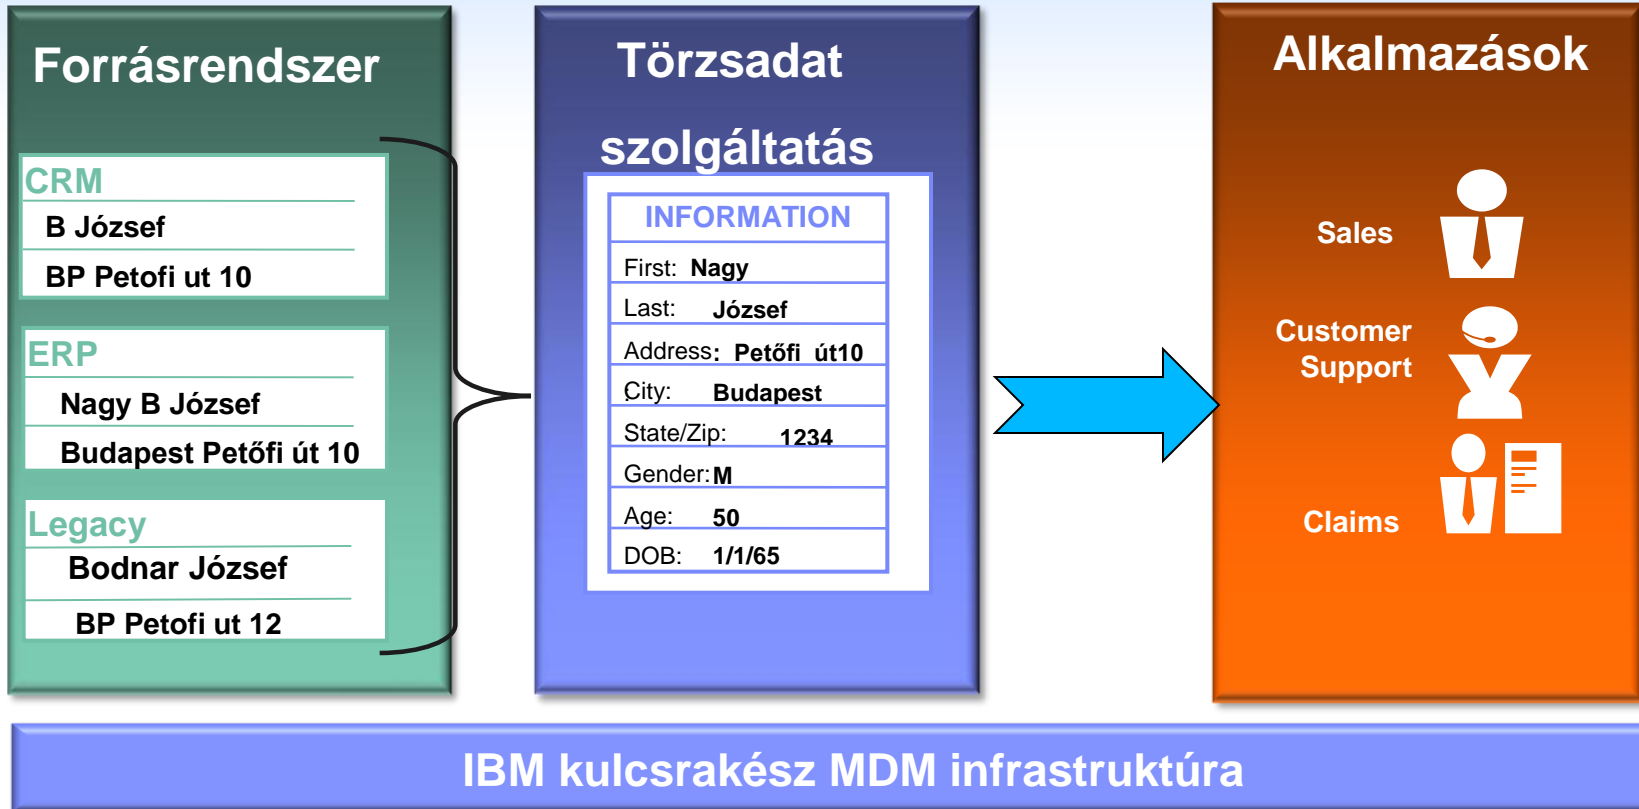 Forrásrendszer
CRM
B József
BP Petofi ut 10
ERP
Nagy B József
Budapest Petőfi út 10
Legacy
Bodnar József
BP Petofi ut 12
Törzsadat
szolgáltatás
INFORMATION
First: Nagy
Last: József
Address: Petőfi út10
City: Budapest
State/Zip: 1234
Gender: M
Age: 50
DOB: 1/1/65
Alkalmazások
Sales
Customer
Support
Claims
IBM kulcsrakész MDM infrastruktúra